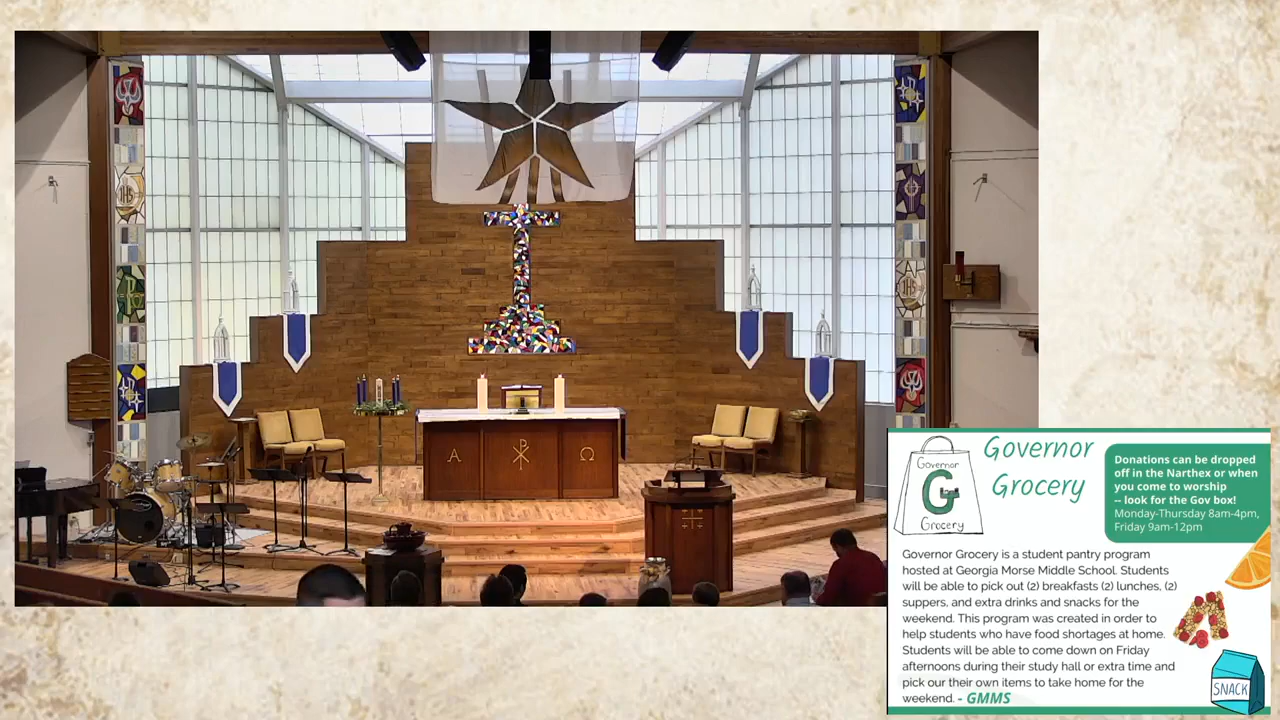 A
Ω
Governor
G
Grocery
Governor
Grocery
Donations can be dropped
off in the Narthex or when
you come to worship
-- look for the Gov box!
Monday-Thursday 8am-4pm,
Friday 9am-12pm
Governor Grocery is a student pantry program
hosted at Georgia Morse Middle School. Students
will be able to pick out (2) breakfasts (2) lunches, (2)
suppers, and extra drinks and snacks for the
weekend. This program was created in order to
help students who have food shortages at home.
Students will be able to come down on Friday
afternoons during their study hall or extra time and
pick our their own items to take home for the
weekend. - GMMS
SNACK